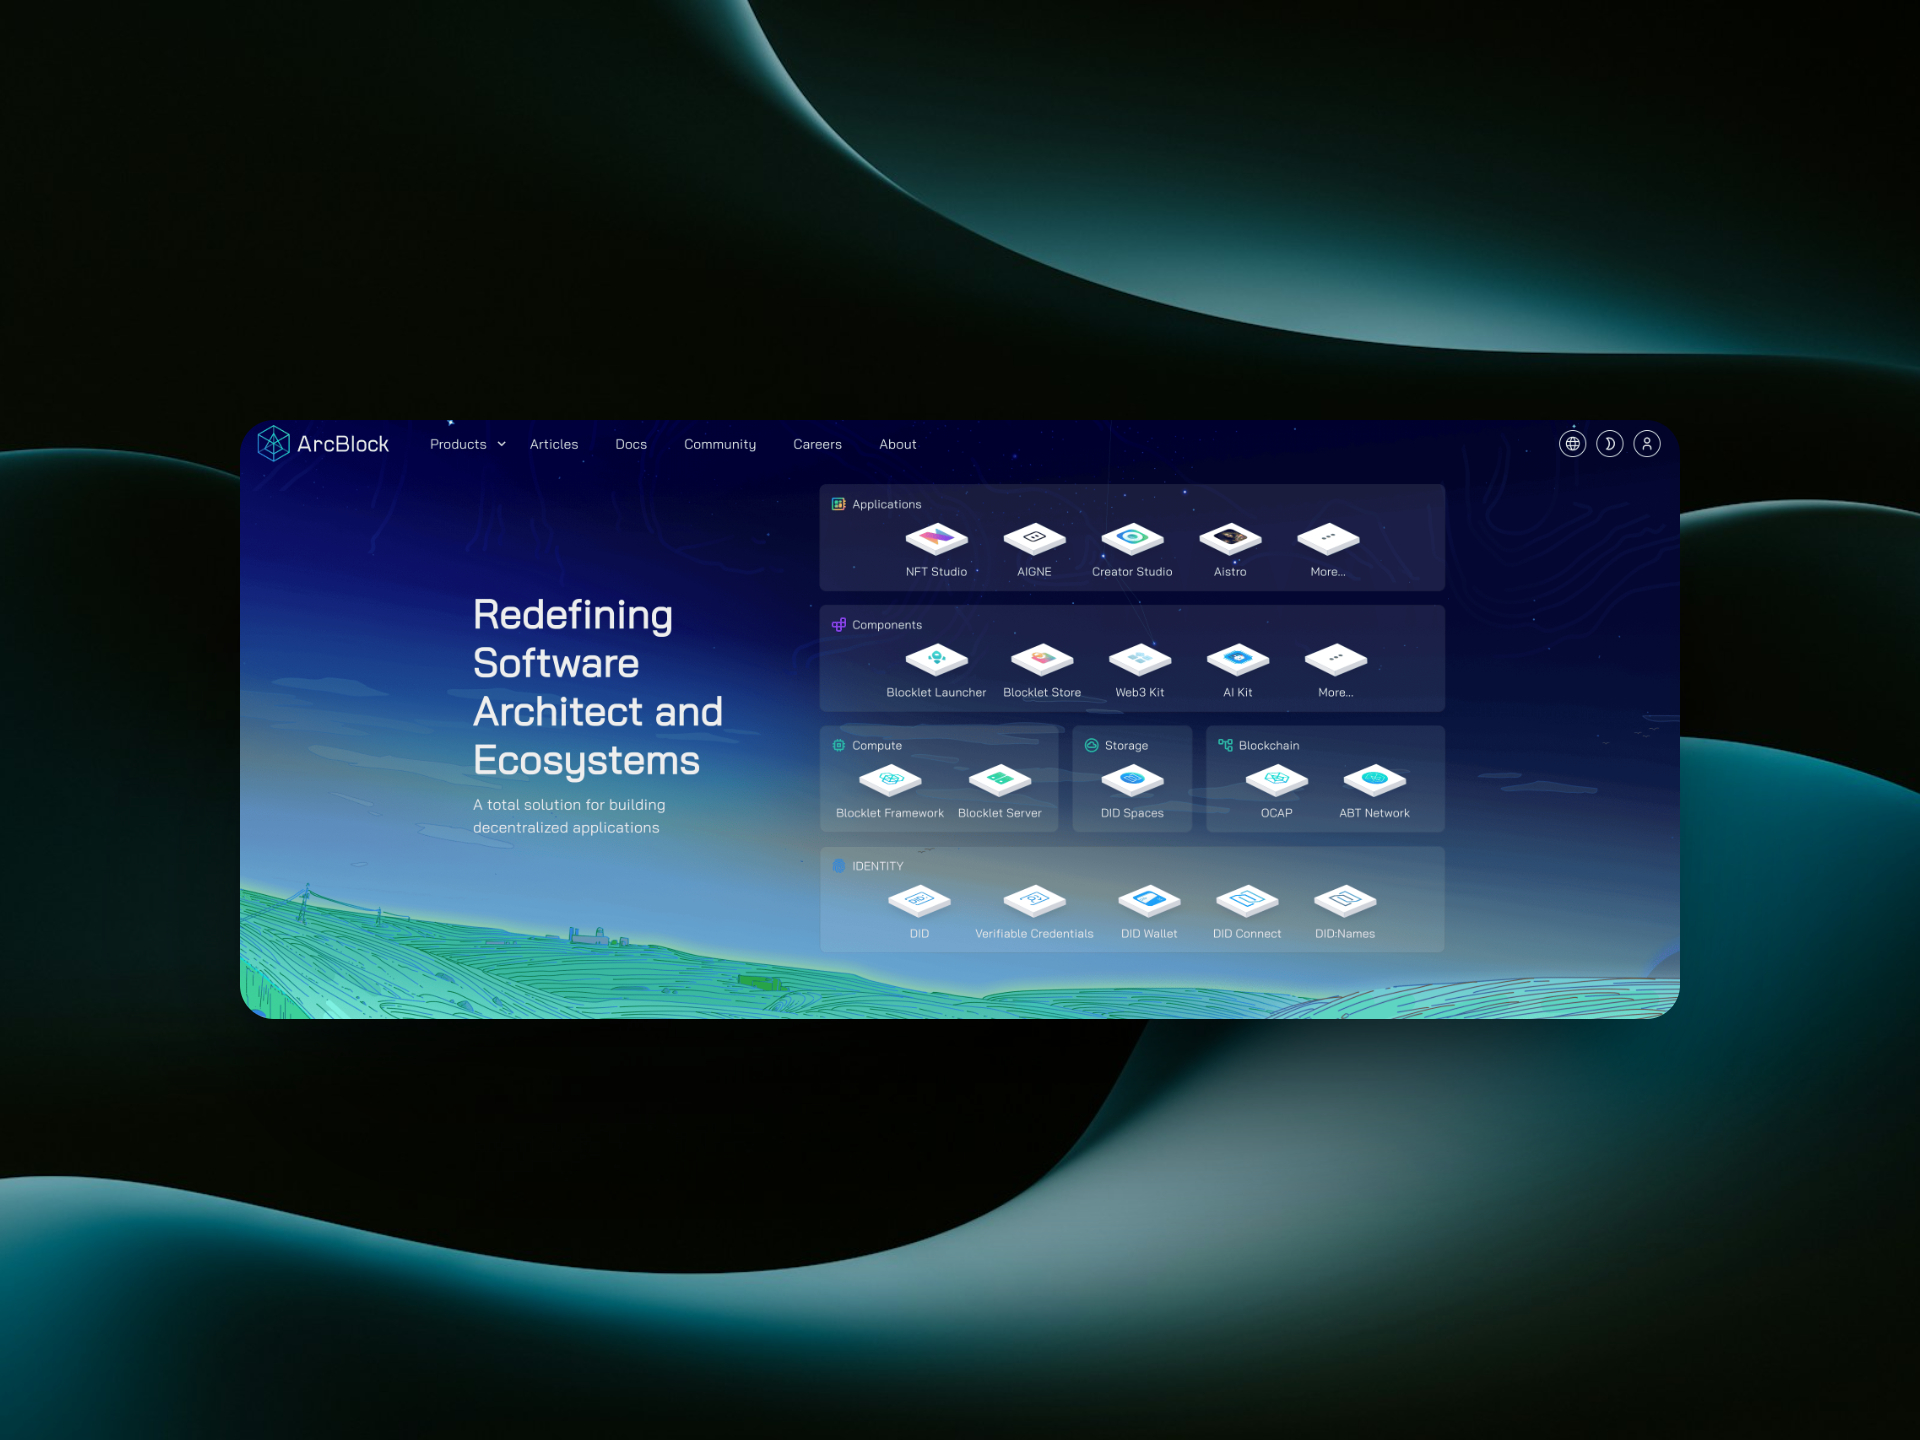 ArcBlock
Products
Articles
Docs
Community
Careers
About
Redefining
Software
Architect and
Ecosystems
A total solution for building
decentralized applications
Applications
NFT Studio
AIGNE
Creator Studio
Aistro
More...
Components
Blocklet Launcher
Blocklet Store
Web3 Kit
AI Kit
More...
Compute
Blocklet Framework
Blocklet Server
Storage
DID Spaces
Blockchain
OCAP
ABT Network
IDENTITY
DID
Verifiable Credentials
DID Wallet
DID Connect
DID:Names